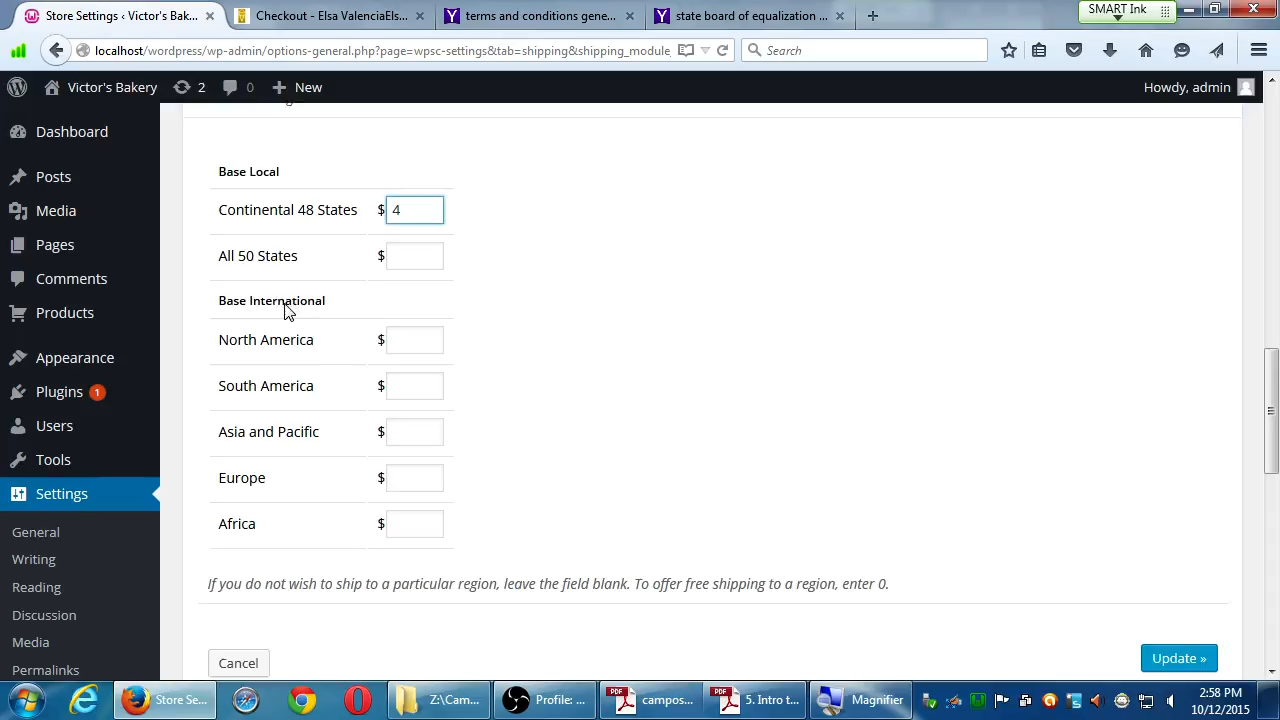 Store Settings ‹ Victor's Bak...
Checkout - Elsa ValenciaEls...
terms and conditions gene...
state board of equalization ...
SMART Ink
localhost/wordpress/wp-admin/options-general.php?page=wpsc-settings&tab=shipping&shipping_module_
Search
Victor's Bakery
2
0
New
Howdy, admin
Dashboard
Posts
Media
Pages
Comments
Products
Appearance
Plugins 1
Users
Tools
Settings
General
Writing
Reading
Discussion
Media
Permalinks
Base Local
Continental 48 States $ 4
All 50 States $
Base International
North America $
South America $
Asia and Pacific $
Europe $
Africa $
If you do not wish to ship to a particular region, leave the field blank. To offer free shipping to a region, enter 0.
Cancel
Update »
Store Se...
Z:\Cam...
Profile: ...
PDF
campos...
PDF
5. Intro t...
Magnifier
2:58 PM
10/12/2015